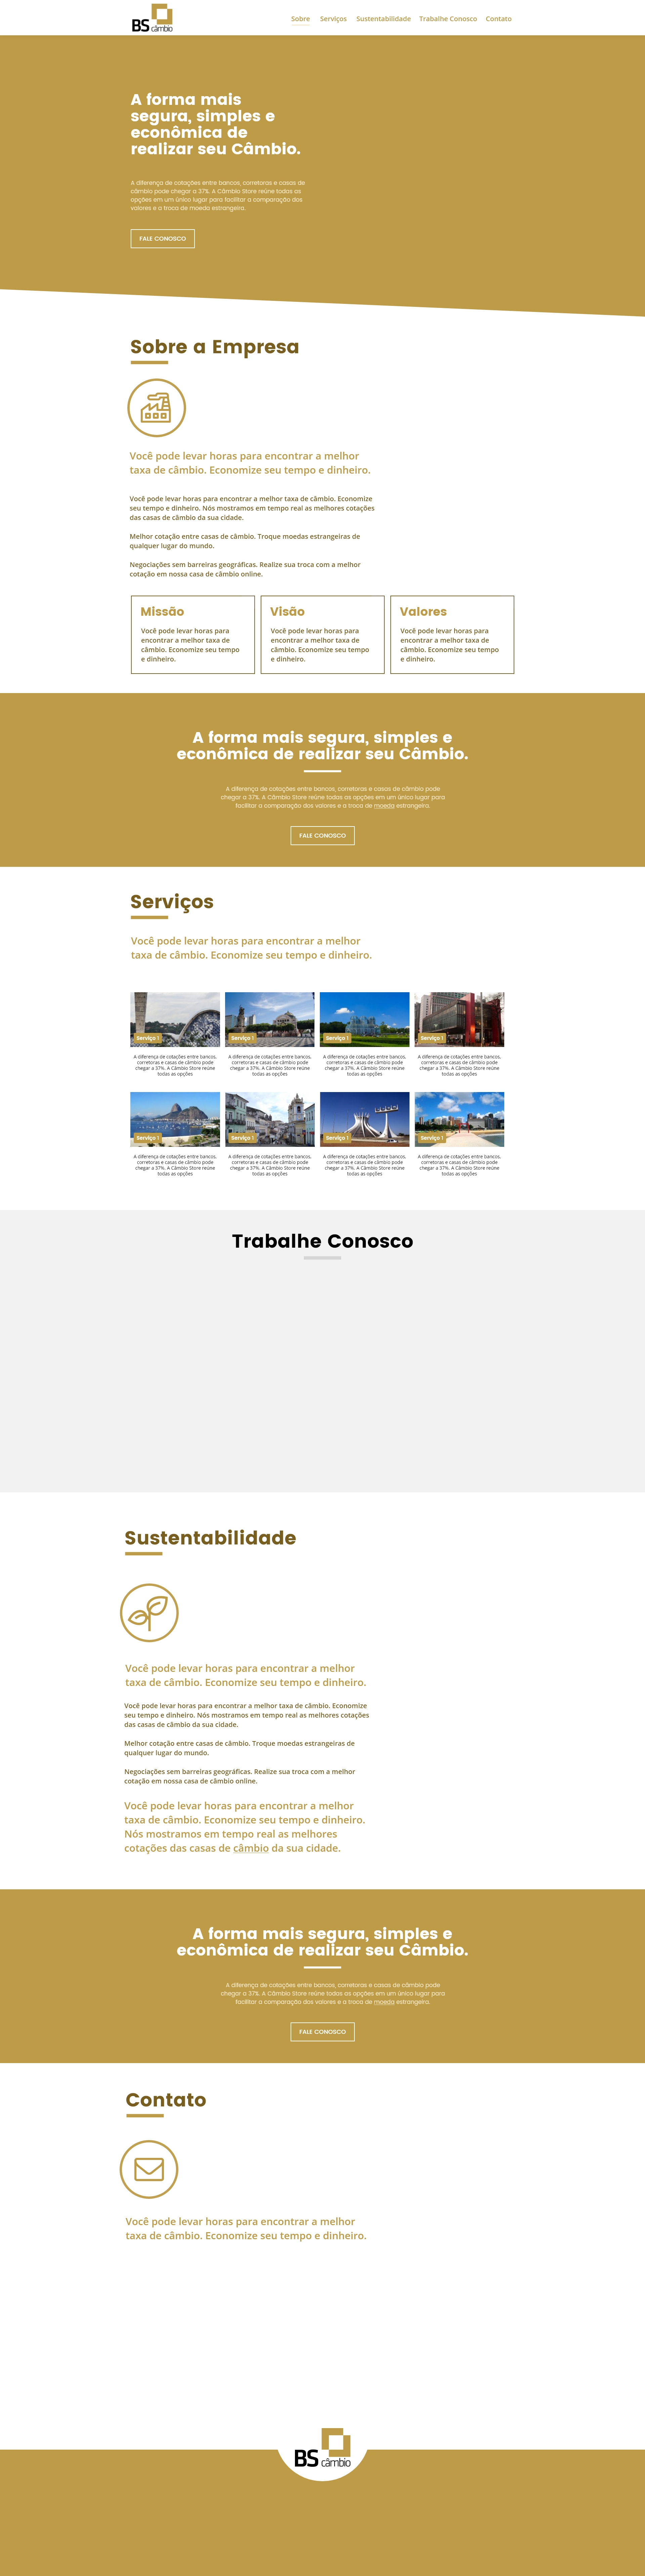 BS câmbio
Sobre Serviços Sustentabilidade Trabalhe Conosco Contato
A forma mais
segura, simples e
econômica de
realizar seu Câmbio.
A diferença de cotações entre bancos, corretoras e casas de
câmbio pode chegar a 37%. A Câmbio Store reúne todas as
opções em um único lugar para facilitar a comparação dos
valores e a troca de moeda estrangeira.
FALE CONOSCO
Sobre a Empresa
Você pode levar horas para encontrar a melhor
taxa de câmbio. Economize seu tempo e dinheiro.
Você pode levar horas para encontrar a melhor taxa de câmbio. Economize
seu tempo e dinheiro. Nós mostramos em tempo real as melhores cotações
das casas de câmbio da sua cidade.
Melhor cotação entre casas de câmbio. Troque moedas estrangeiras de
qualquer lugar do mundo.
Negociações sem barreiras geográficas. Realize sua troca com a melhor
cotação em nossa casa de câmbio online.
Missão
Você pode levar horas para
encontrar a melhor taxa de
câmbio. Economize seu tempo
e dinheiro.
Visão
Você pode levar horas para
encontrar a melhor taxa de
câmbio. Economize seu tempo
e dinheiro.
Valores
Você pode levar horas para
encontrar a melhor taxa de
câmbio. Economize seu tempo
e dinheiro.
A forma mais segura, simples e
econômica de realizar seu Câmbio.
A diferença de cotações entre bancos, corretoras e casas de câmbio pode
chegar a 37%. A Câmbio Store reúne todas as opções em um único lugar para
facilitar a comparação dos valores e a troca de moeda estrangeira.
FALE CONOSCO
Serviços
Você pode levar horas para encontrar a melhor
taxa de câmbio. Economize seu tempo e dinheiro.
Serviço 1
A diferença de cotações entre bancos,
corretoras e casas de câmbio pode
chegar a 37%. A Câmbio Store reúne
todas as opções
Serviço 1
A diferença de cotações entre bancos,
corretoras e casas de câmbio pode
chegar a 37%. A Câmbio Store reúne
todas as opções
Serviço 1
A diferença de cotações entre bancos,
corretoras e casas de câmbio pode
chegar a 37%. A Câmbio Store reúne
todas as opções
Serviço 1
A diferença de cotações entre bancos,
corretoras e casas de câmbio pode
chegar a 37%. A Câmbio Store reúne
todas as opções
Serviço 1
A diferença de cotações entre bancos,
corretoras e casas de câmbio pode
chegar a 37%. A Câmbio Store reúne
todas as opções
Serviço 1
A diferença de cotações entre bancos,
corretoras e casas de câmbio pode
chegar a 37%. A Câmbio Store reúne
todas as opções
Serviço 1
A diferença de cotações entre bancos,
corretoras e casas de câmbio pode
chegar a 37%. A Câmbio Store reúne
todas as opções
Serviço 1
A diferença de cotações entre bancos,
corretoras e casas de câmbio pode
chegar a 37%. A Câmbio Store reúne
todas as opções
Trabalhe Conosco
Sustentabilidade
Você pode levar horas para encontrar a melhor
taxa de câmbio. Economize seu tempo e dinheiro.
Você pode levar horas para encontrar a melhor taxa de câmbio. Economize
seu tempo e dinheiro. Nós mostramos em tempo real as melhores cotações
das casas de câmbio da sua cidade.
Melhor cotação entre casas de câmbio. Troque moedas estrangeiras de
qualquer lugar do mundo.
Negociações sem barreiras geográficas. Realize sua troca com a melhor
cotação em nossa casa de câmbio online.
Você pode levar horas para encontrar a melhor
taxa de câmbio. Economize seu tempo e dinheiro.
Nós mostramos em tempo real as melhores
cotações das casas de câmbio da sua cidade.
A forma mais segura, simples e
econômica de realizar seu Câmbio.
A diferença de cotações entre bancos, corretoras e casas de câmbio pode
chegar a 37%. A Câmbio Store reúne todas as opções em um único lugar para
facilitar a comparação dos valores e a troca de moeda estrangeira.
FALE CONOSCO
Contato
Você pode levar horas para encontrar a melhor
taxa de câmbio. Economize seu tempo e dinheiro.
BS câmbio